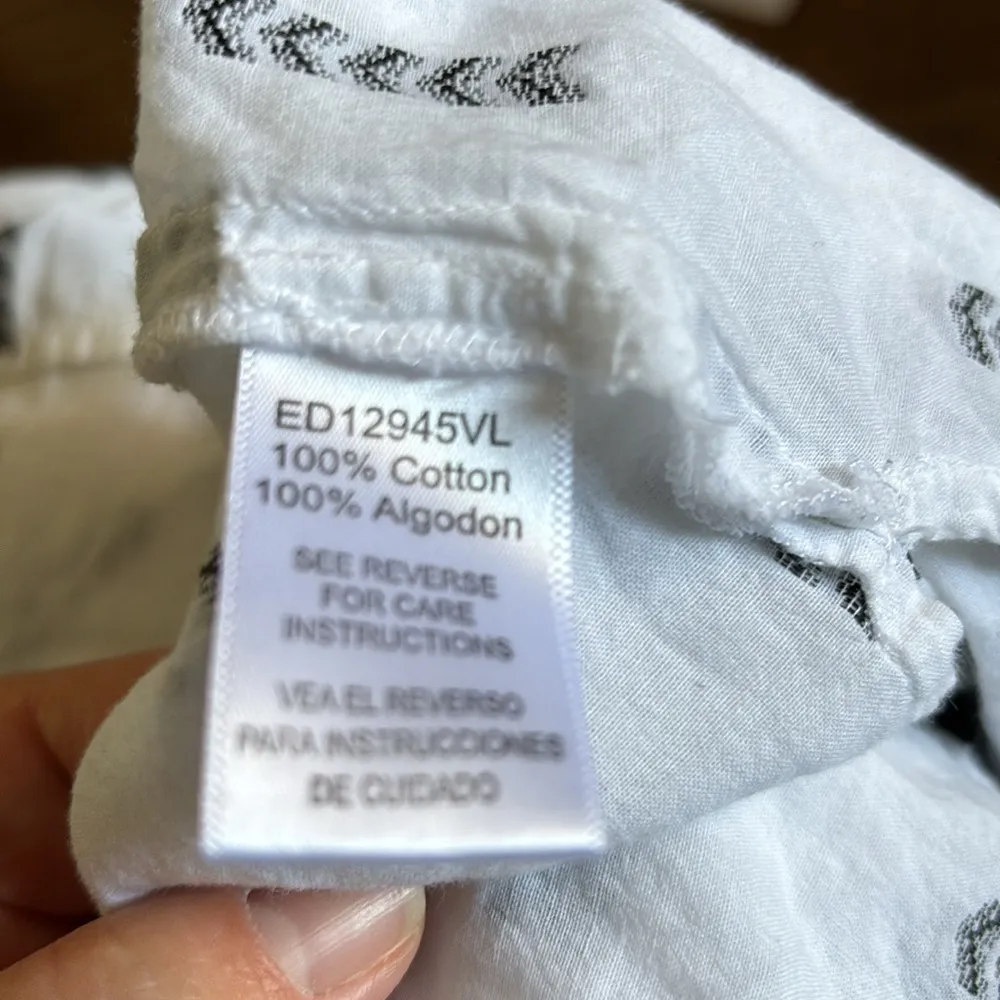 ED12945VL
100% Cotton
100% Algodon
SEE REVERSE
FOR CARE
INSTRUCTIONS
VEA EL REVERSO
PARA INSTRUCCIONES
DE CUIDADO